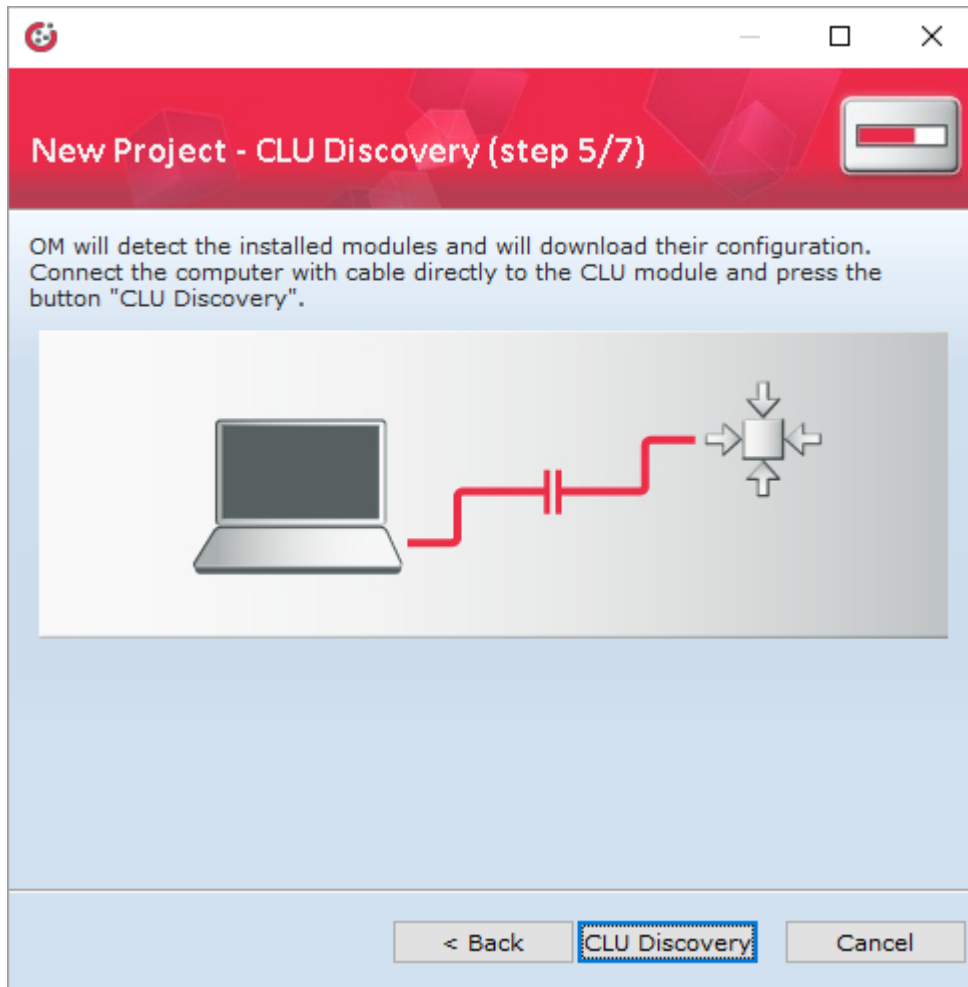 New Project - CLU Discovery (step 5/7)
OM will detect the installed modules and will download their configuration.
Connect the computer with cable directly to the CLU module and press the
button "CLU Discovery".
< Back
CLU Discovery
Cancel